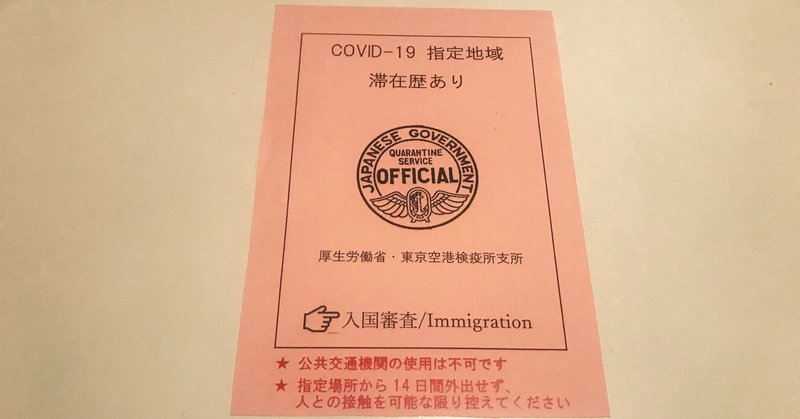 COVID-19 指定地域
滞在歴あり
JAPANESE GOVERNMENT
QUARANTINE
SERVICE
OFFICIAL
厚生労働省・東京空港検疫所支所
入国審査/Immigration
★ 公共交通機関の使用は不可です
★ 指定場所から14日間外出せず、
人との接触を可能な限り控えてください